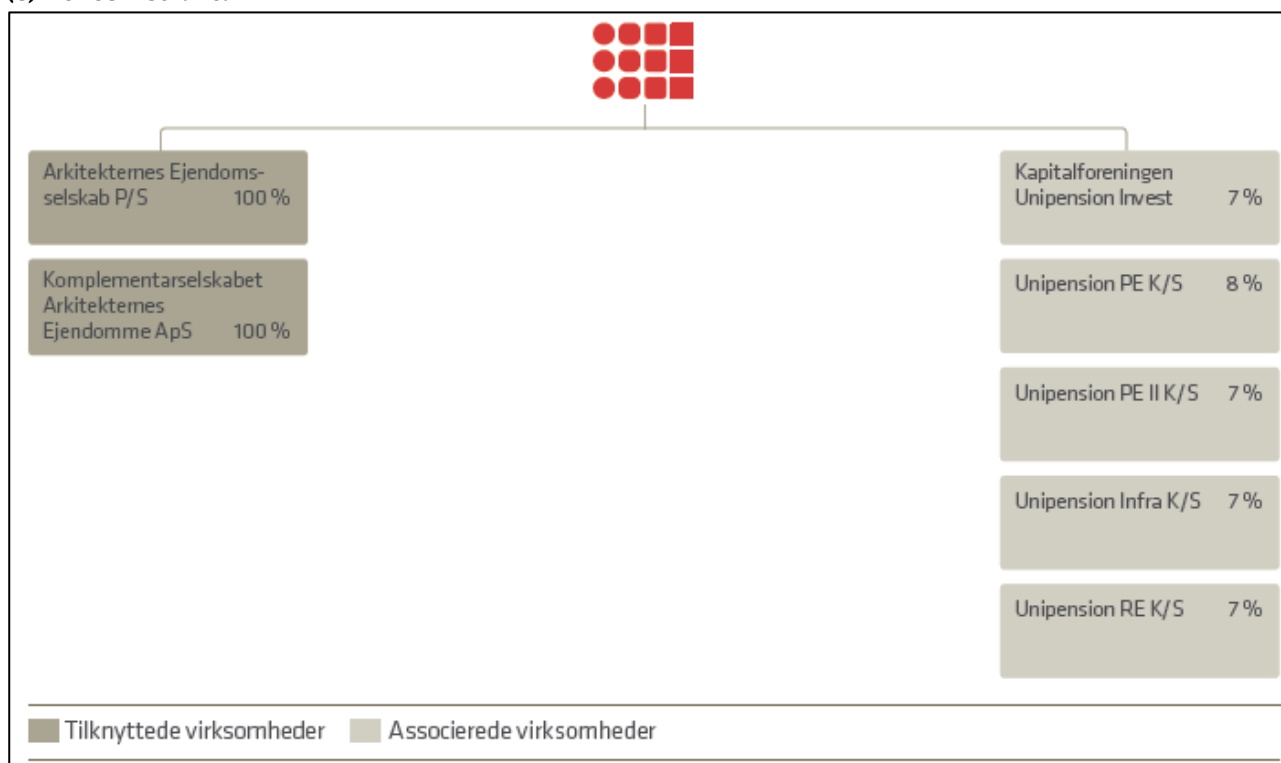 Arkitekternes Ejendoms-
selskab P/S 100 %
Komplementarselskabet
Arkitekternes
Ejendomme ApS 100 %
Kapitalforeningen
Unipension Invest 7 %
Unipension PE K/S 8 %
Unipension PE II K/S 7 %
Unipension Infra K/S 7 %
Unipension RE K/S 7 %
Tilknyttede virksomheder Associerede virksomheder